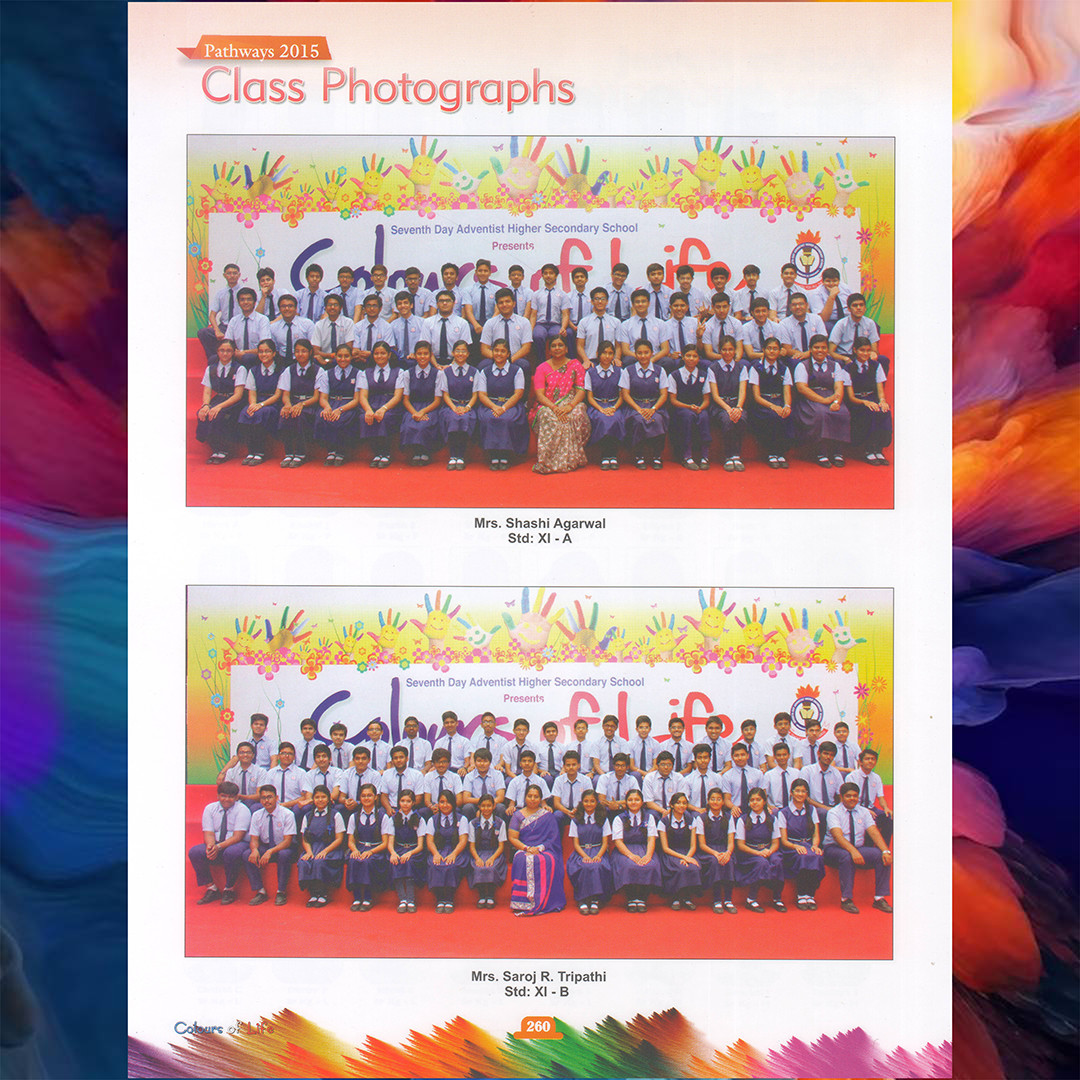 Pathways 2015
Class Photographs
Seventh Day Adventist Higher Secondary School
Presents
Colours of Life
Mrs. Shashi Agarwal
Std: XI - A
Seventh Day Adventist Higher Secondary School
Presents
Colours of Life
Mrs. Saroj R. Tripathi
Std: XI - B
Colours of Life
260